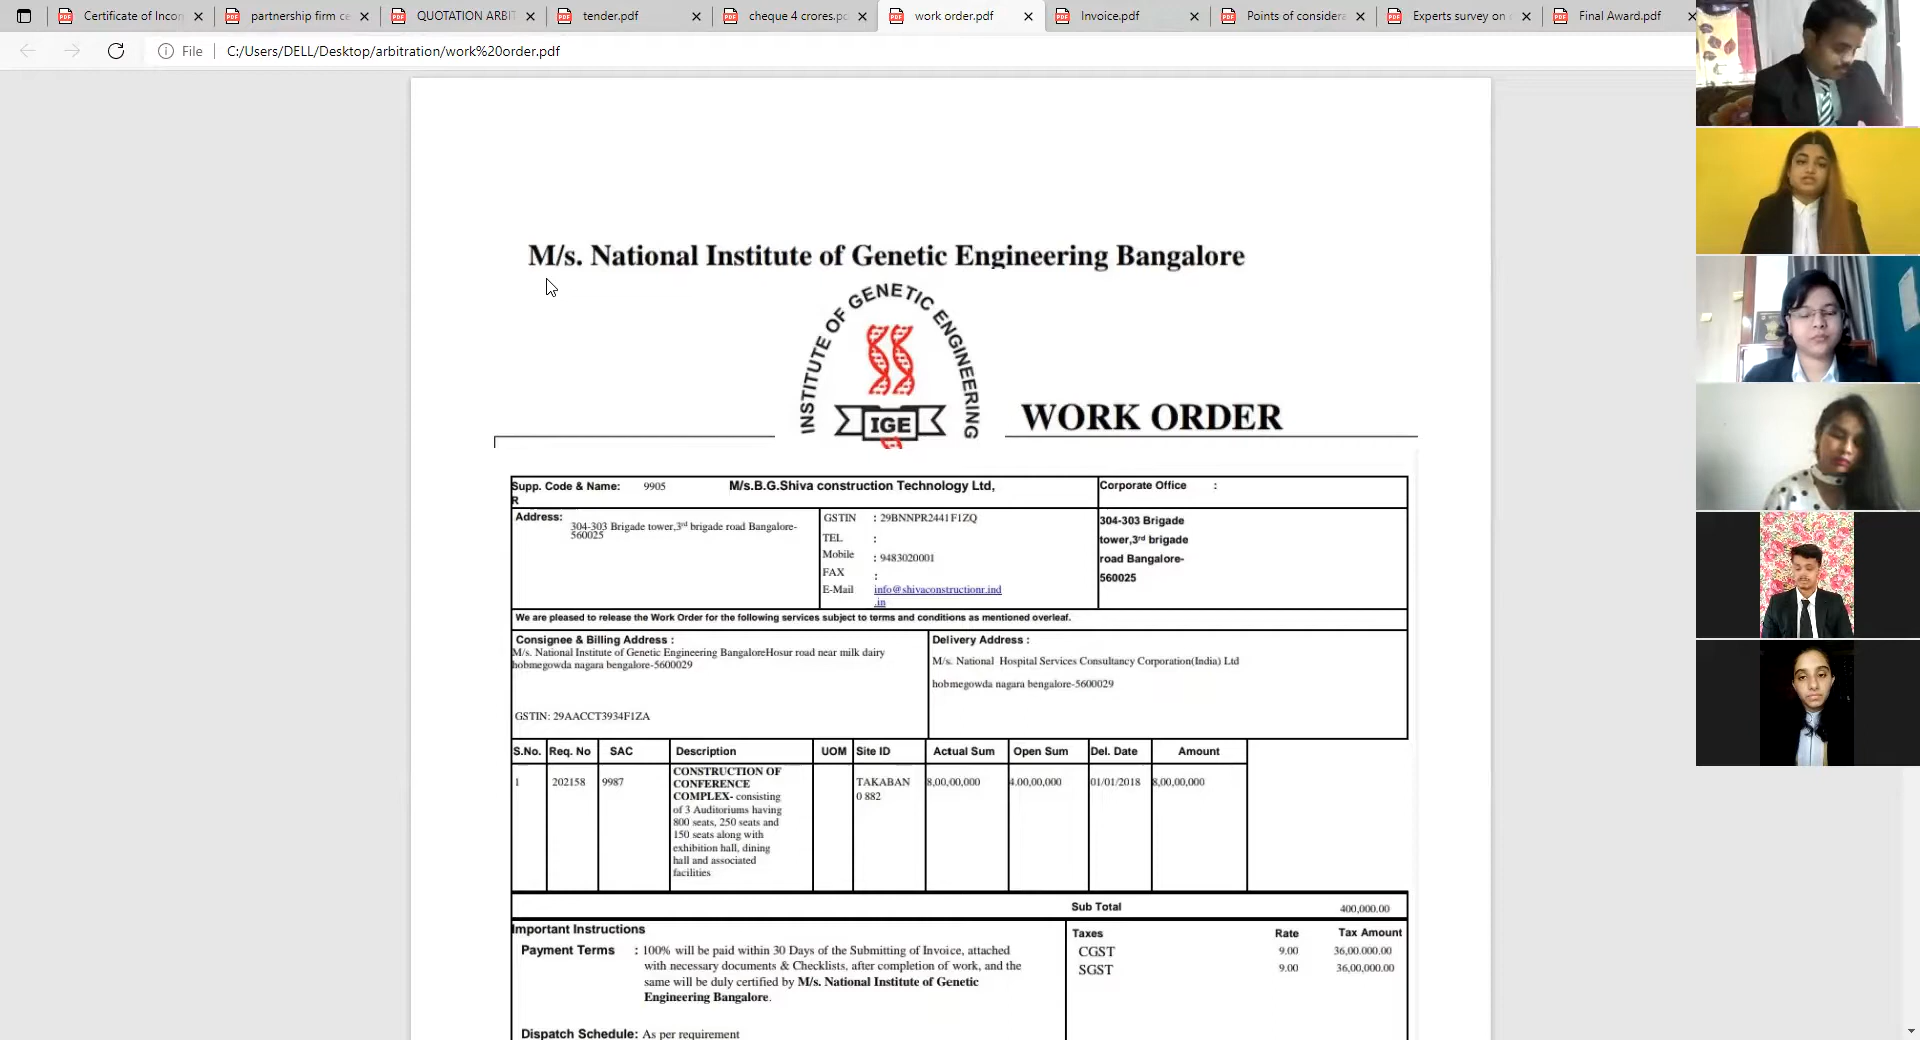 Certificate of Incor
partnership firm ce
QUOTATION ARBIT
tender.pdf
cheque 4 crores.pd
work order.pdf
Invoice.pdf
Points of considera
Experts survey on
Final Award.pdf
File
C:/Users/DELL/Desktop/arbitration/work%20order.pdf
M/s. National Institute of Genetic Engineering Bangalore
INSTITUTE OF GENETIC ENGINEERING
IGE
WORK ORDER
Supp. Code & Name: 9905 M/s.B.G.Shiva construction Technology Ltd,
R
Corporate Office :
Address:
304-303 Brigade tower,3rd brigade road Bangalore-
560025
GSTIN : 29BNNPR2441F1ZQ
TEL :
Mobile : 9483020001
FAX :
E-Mail info@shivaconstructionr.ind
.in
304-303 Brigade
tower,3rd brigade
road Bangalore-
560025
We are pleased to release the Work Order for the following services subject to terms and conditions as mentioned overleaf.
Consignee & Billing Address :
M/s. National Institute of Genetic Engineering BangaloreHosur road near milk dairy
hobmegowda nagara bengalore-5600029
GSTIN: 29AACCT3934F1ZA
Delivery Address :
M/s. National Hospital Services Consultancy Corporation(India) Ltd
hobmegowda nagara bengalore-5600029
S.No. Req. No SAC Description UOM Site ID Actual Sum Open Sum Del. Date Amount
1 202158 9987
CONSTRUCTION OF
CONFERENCE
COMPLEX- consisting
of 3 Auditoriums having
800 seats, 250 seats and
150 seats along with
exhibition hall, dining
hall and associated
facilities
TAKABAN
0 882
8,00,00,000 4.00,00,000 01/01/2018 8,00,00,000
Sub Total 400,000.00
Important Instructions
Payment Terms : 100% will be paid within 30 Days of the Submitting of Invoice, attached
with necessary documents & Checklists, after completion of work, and the
same will be duly certified by M/s. National Institute of Genetic
Engineering Bangalore.
Dispatch Schedule: As per requirement
Taxes Rate Tax Amount
CGST 9.00 36,00.000.00
SGST 9.00 36,00,000.00